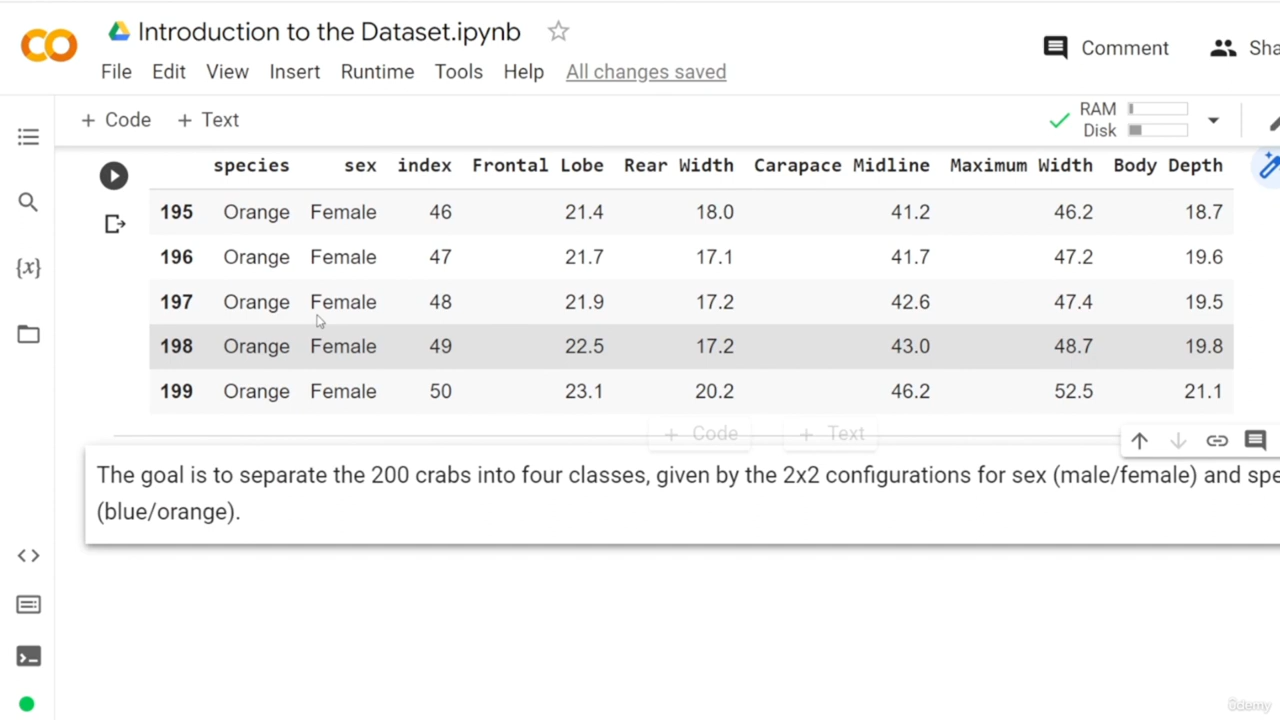 Introduction to the Dataset.ipynb
Comment
Sha
File Edit View Insert Runtime Tools Help All changes saved
+ Code + Text
RAM
Disk
species sex index Frontal Lobe Rear Width Carapace Midline Maximum Width Body Depth
195 Orange Female 46 21.4 18.0 41.2 46.2 18.7
196 Orange Female 47 21.7 17.1 41.7 47.2 19.6
197 Orange Female 48 21.9 17.2 42.6 47.4 19.5
198 Orange Female 49 22.5 17.2 43.0 48.7 19.8
199 Orange Female 50 23.1 20.2 46.2 52.5 21.1
+ Code + Text
The goal is to separate the 200 crabs into four classes, given by the 2x2 configurations for sex (male/female) and spe
(blue/orange).
{x}
ûdemy